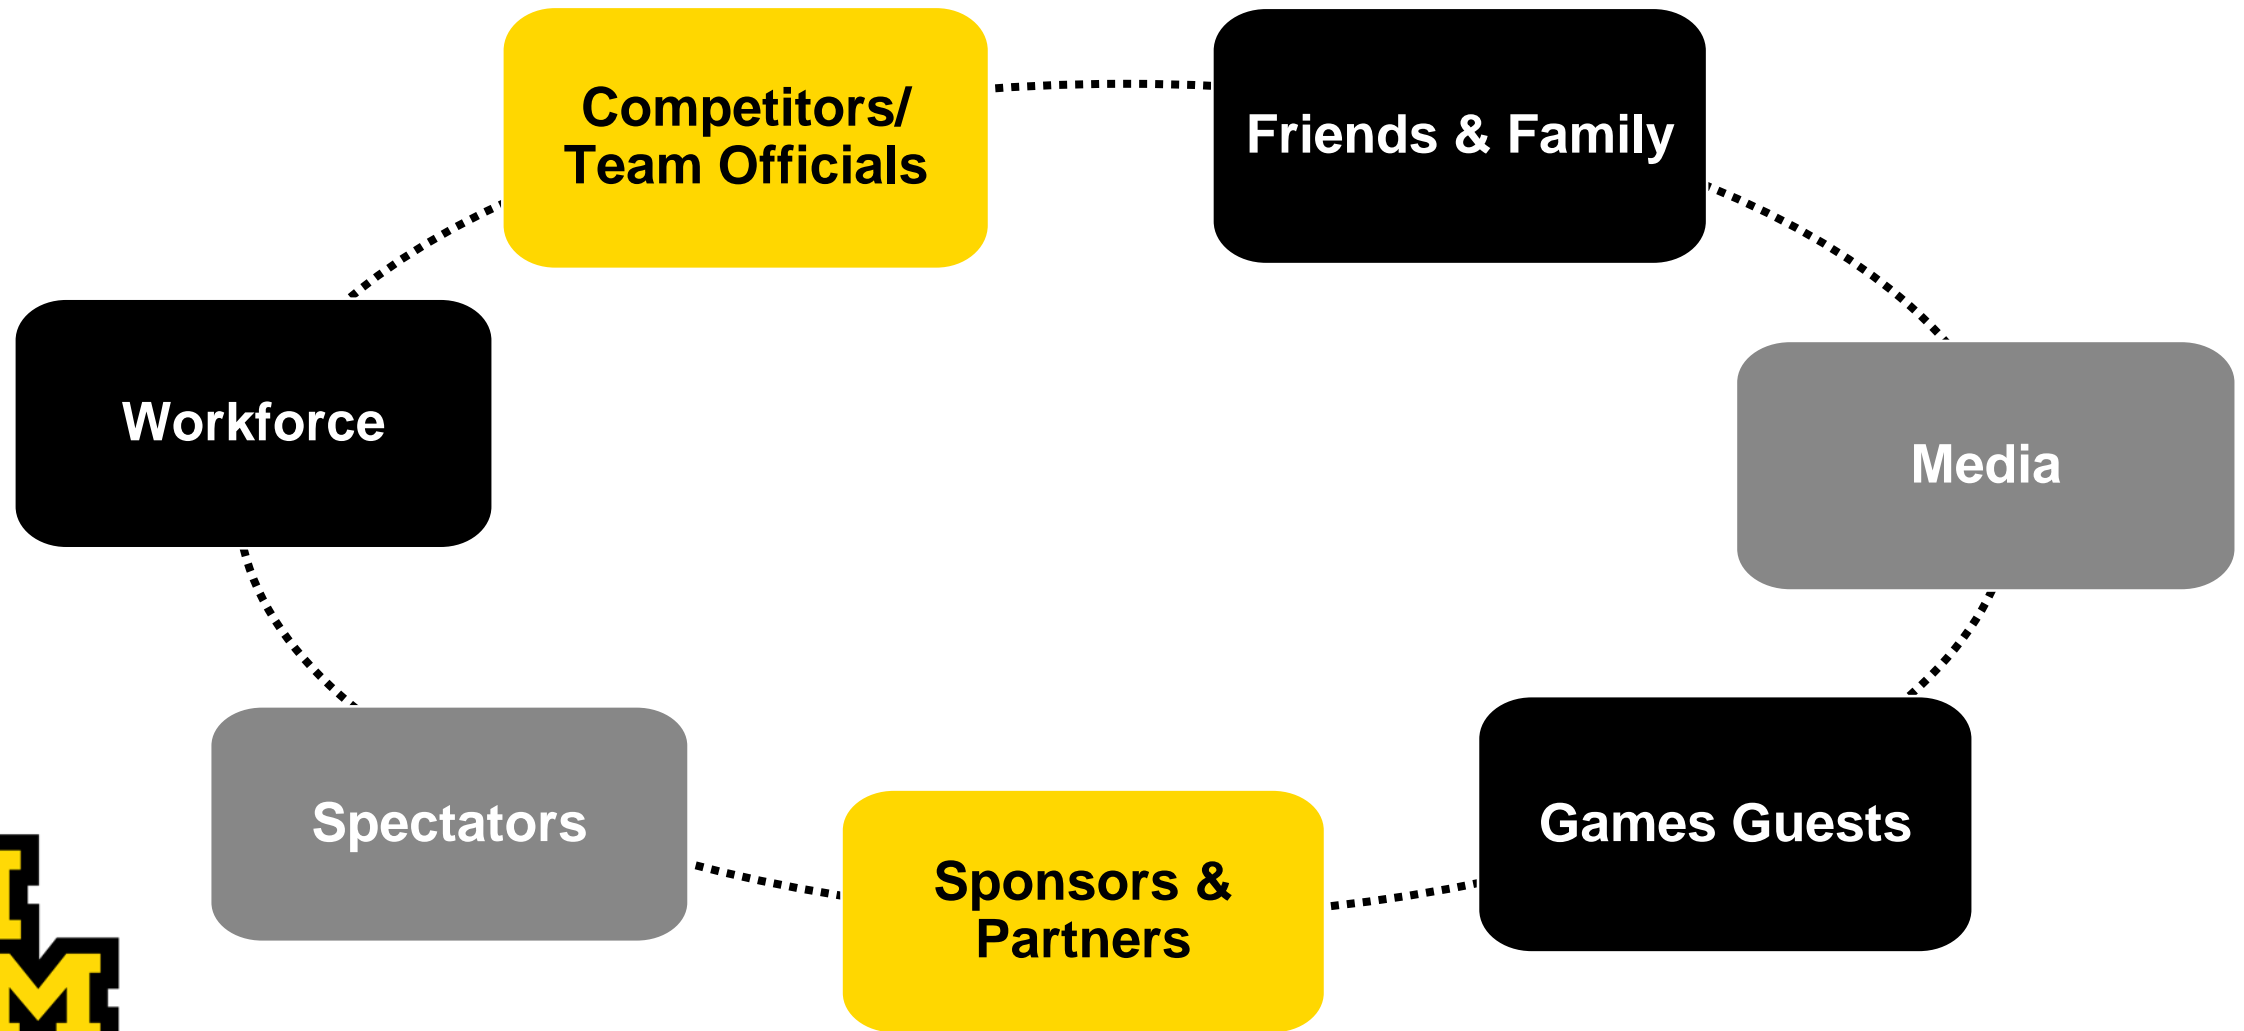 Competitors/
Team Officials
Friends & Family
Workforce
Media
Spectators
Games Guests
Sponsors &
Partners
M